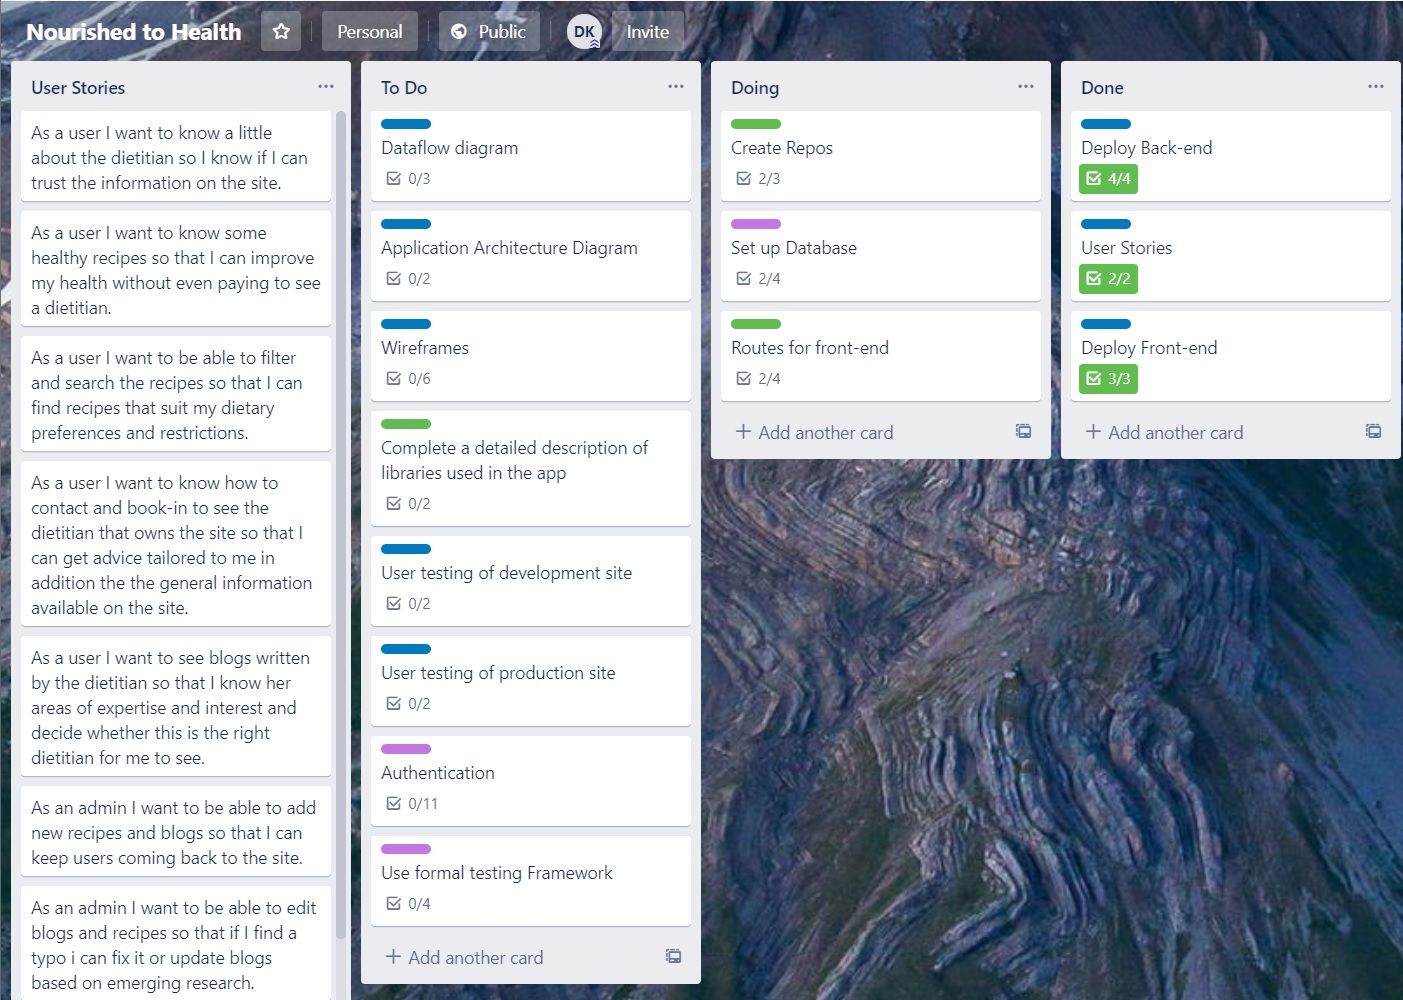 Nourished to Health
Personal
Public
DK
Invite
User Stories
As a user I want to know a little
about the dietitian so I know if I can
trust the information on the site.
As a user I want to know some
healthy recipes so that I can improve
my health without even paying to see
a dietitian.
As a user I want to be able to filter
and search the recipes so that I can
find recipes that suit my dietary
preferences and restrictions.
As a user I want to know how to
contact and book-in to see the
dietitian that owns the site so that I
can get advice tailored to me in
addition the the general information
available on the site.
As a user I want to see blogs written
by the dietitian so that I know her
areas of expertise and interest and
decide whether this is the right
dietitian for me to see.
As an admin I want to be able to add
new recipes and blogs so that I can
keep users coming back to the site.
As an admin I want to be able to edit
blogs and recipes so that if I find a
typo i can fix it or update blogs
based on emerging research.
To Do
Dataflow diagram
0/3
Application Architecture Diagram
0/2
Wireframes
0/6
Complete a detailed description of
libraries used in the app
0/2
User testing of development site
0/2
User testing of production site
0/2
Authentication
0/11
Use formal testing Framework
0/4
Add another card
Doing
Create Repos
2/3
Set up Database
2/4
Routes for front-end
2/4
Add another card
Done
Deploy Back-end
4/4
User Stories
2/2
Deploy Front-end
3/3
Add another card